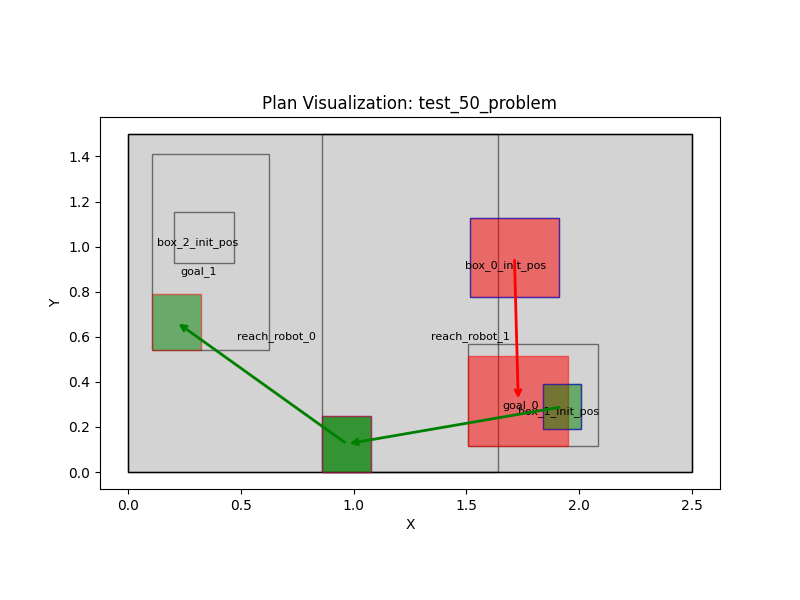 Plan Visualization: test_50_problem
1.4
1.2
1.0
0.8
0.6
0.4
0.2
0.0
Y
box_2_init_pos
goal_1
box_0_init_pos
reach_robot_0
reach_robot_1
goal_0
box_1_init_pos
0.0
0.5
1.0
1.5
2.0
2.5
X